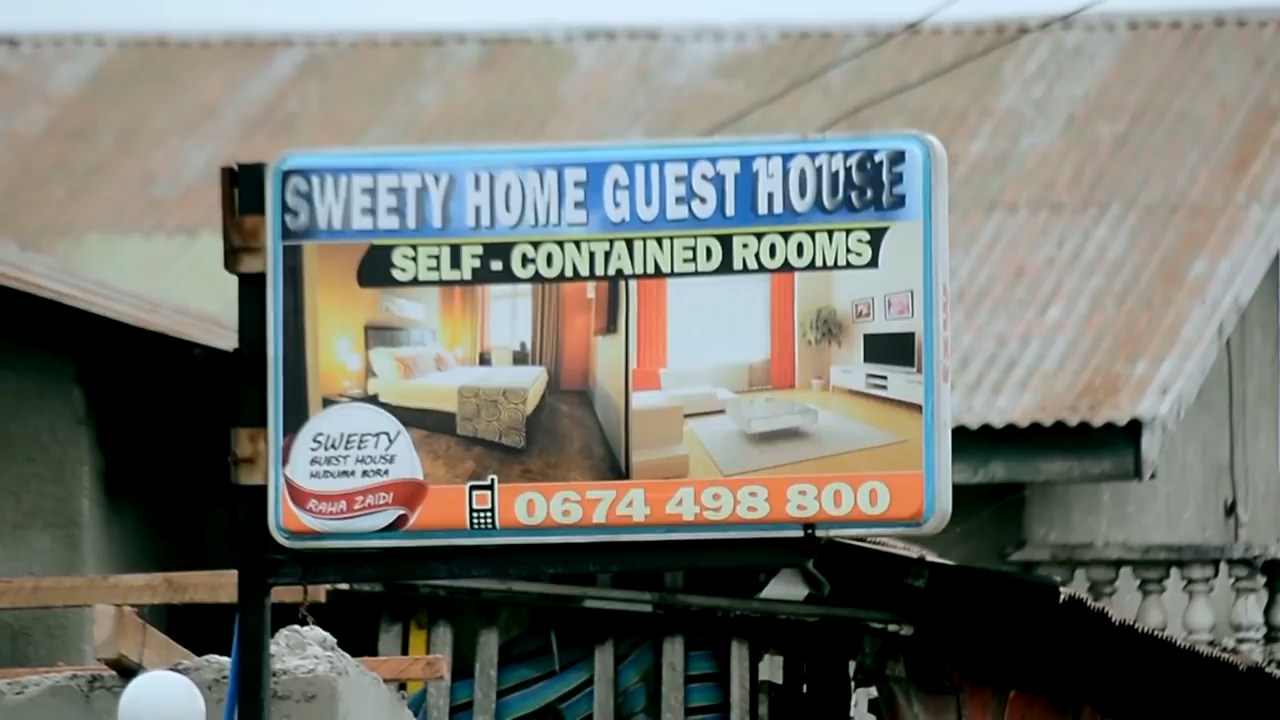 SWEETY HOME GUEST HOUSE
SELF - CONTAINED ROOMS
SWEETY
GUEST HOUSE
HUDUMA BORA
RAHA ZAIDI
0674 498 800